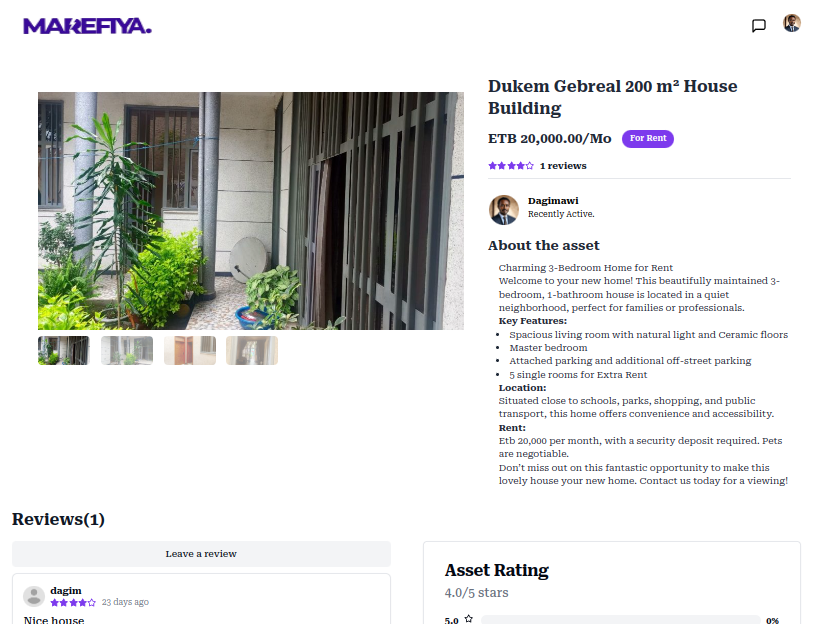 MAREFIYA.
Dukem Gebreal 200 m² House
Building
ETB 20,000.00/Mo For Rent
1 reviews
Dagimawi
Recently Active.
About the asset
Charming 3-Bedroom Home for Rent
Welcome to your new home! This beautifully maintained 3-
bedroom, 1-bathroom house is located in a quiet
neighborhood, perfect for families or professionals.
Key Features:
• Spacious living room with natural light and Ceramic floors
• Master bedroom
• Attached parking and additional off-street parking
• 5 single rooms for Extra Rent
Location:
Situated close to schools, parks, shopping, and public
transport, this home offers convenience and accessibility.
Rent:
Etb 20,000 per month, with a security deposit required. Pets
are negotiable.
Don't miss out on this fantastic opportunity to make this
lovely house your new home. Contact us today for a viewing!
Reviews(1)
Leave a review
dagim
23 days ago
Nice house
Asset Rating
4.0/5 stars
5.0 0%